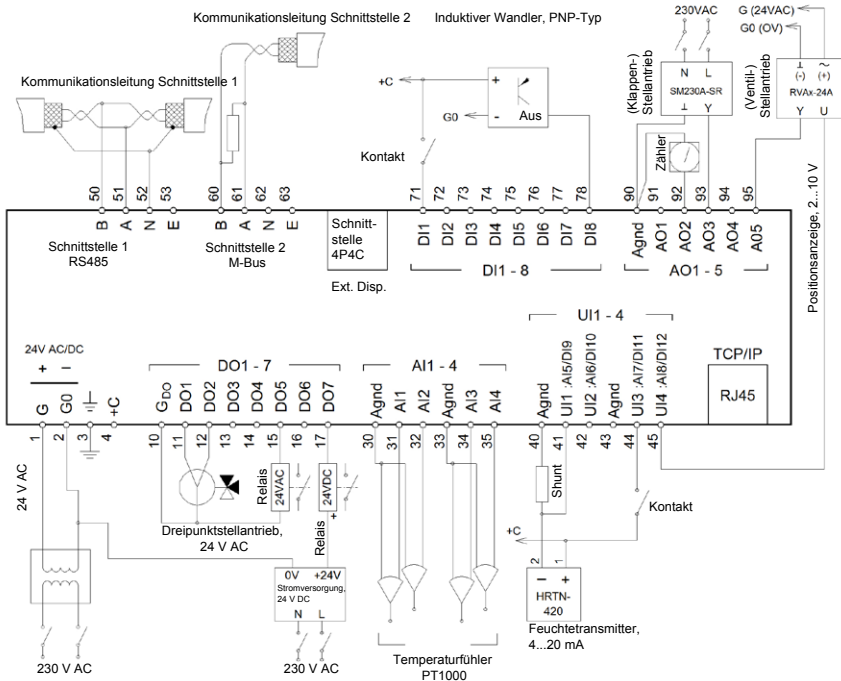 Kommunikationsleitung Schnittstelle 2
Induktiver Wandler, PNP-Typ
230VAC
G (24VAC)
G0 (OV)
Kommunikationsleitung Schnittstelle 1
+C
+
-
Aus
G0
Kontakt
(Klappen-)
Stellantrieb
N L
SM230A-SR
⊥ Y
Zähler
(Ventil-)
Stellantrieb
⊥ ~
(-) (+)
RVAx-24A
Y U
Positionsanzeige, 2...10 V
50 51 52 53
60 61 62 63
71 72 73 74 75 76 77 78
90 91 92 93 94 95
B A N E
B A N E
Schnittstelle 1
RS485
Schnittstelle 2
M-Bus
Schnitt-
stelle
4P4C
Ext. Disp.
DI1 DI2 DI3 DI4 DI5 DI6 DI7 DI8
DI1 - 8
Agnd AO1 AO2 AO3 AO4 A05
AO1 - 5
24V AC/DC
+ −
G G0 +C
DO1 - 7
GDO DO1 DO2 DO3 DO4 DO5 DO6 DO7
AI1 - 4
Agnd AI1 AI2 Agnd AI3 AI4
UI1 - 4
Agnd
UI1 :AI5/DI9
UI2 :AI6/DI10
Agnd
UI3 :AI7/DI11
UI4 :AI8/DI12
TCP/IP
RJ45
1 2 3 4
10 11 12 13 14 15 16 17
30 31 32 33 34 35
40 41 42 43 44 45
24 V AC
230 V AC
Dreipunktstellantrieb,
24 V AC
Relais
24VAC
24VDC
+
Relais
0V +24V
Stromversorgung,
24 V DC
N L
230 V AC
Temperaturfühler
PT1000
Shunt
+C
Kontakt
2 1
− +
HRTN-
420
Feuchtetransmitter,
4...20 mA